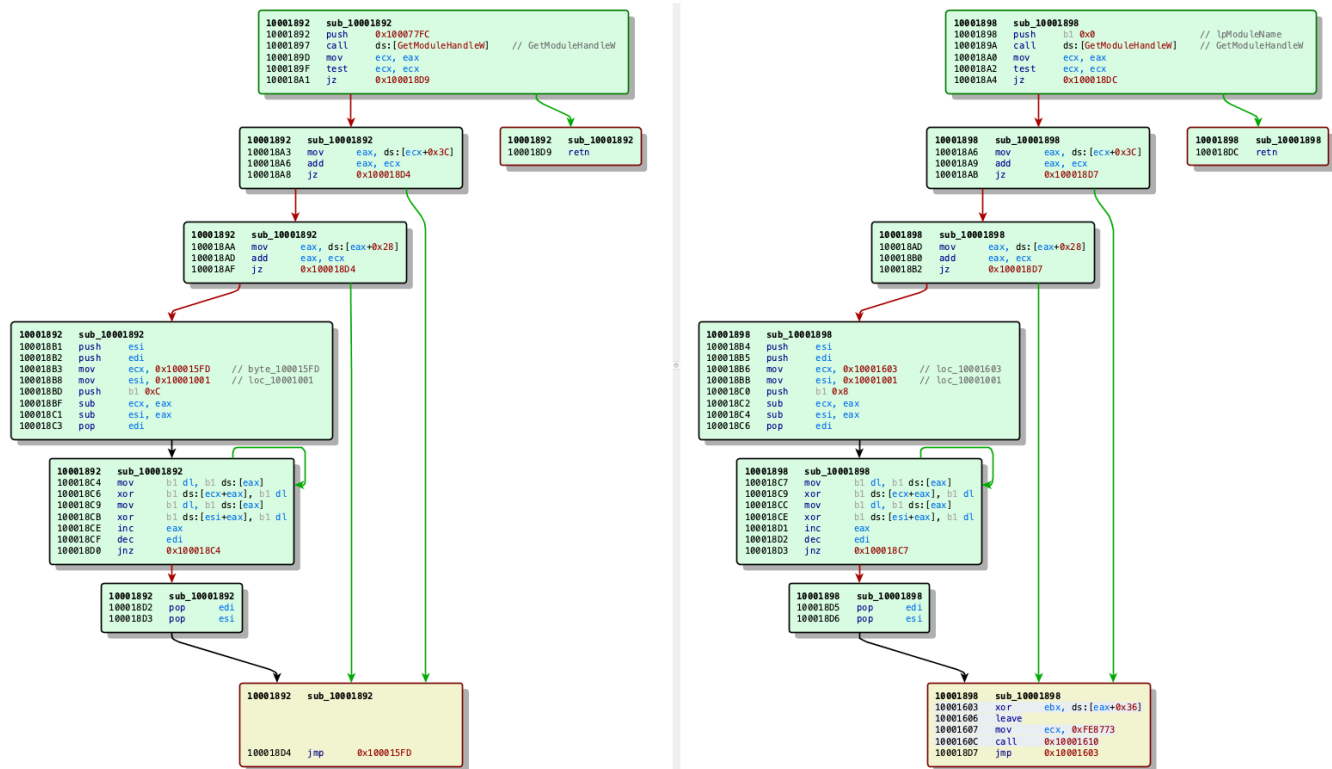 10001892 sub_10001892
10001892 push 0x100077FC
10001897 call ds:[GetModuleHandleW] // GetModuleHandleW
1000189D mov ecx, eax
1000189F test ecx, ecx
100018A1 jz 0x100018D9
10001892 sub_10001892
100018A3 mov eax, ds:[ecx+0x3C]
100018A6 add eax, ecx
100018A8 jz 0x100018D4
10001892 sub_10001892
100018D9 retn
10001892 sub_10001892
100018AA mov eax, ds:[eax+0x28]
100018AD add eax, ecx
100018AF jz 0x100018D4
10001892 sub_10001892
100018B1 push esi
100018B2 push edi
100018B3 mov ecx, 0x100015FD // byte_100015FD
100018B8 mov esi, 0x10001001 // loc_10001001
100018BD push b1 0xC
100018BF sub ecx, eax
100018C1 sub esi, eax
100018C3 pop edi
10001892 sub_10001892
100018C4 mov b1 dl, b1 ds:[eax]
100018C6 xor b1 ds:[ecx+eax], b1 dl
100018C9 mov b1 dl, b1 ds:[eax]
100018CB xor b1 ds:[esi+eax], b1 dl
100018CE inc eax
100018CF dec edi
100018D0 jnz 0x100018C4
10001892 sub_10001892
100018D2 pop edi
100018D3 pop esi
10001892 sub_10001892
100018D4 jmp 0x100015FD
10001898 sub_10001898
10001898 push b1 0x0 // lpModuleName
1000189A call ds:[GetModuleHandleW] // GetModuleHandleW
100018A0 mov ecx, eax
100018A2 test ecx, ecx
100018A4 jz 0x100018DC
10001898 sub_10001898
100018A6 mov eax, ds:[ecx+0x3C]
100018A9 add eax, ecx
100018AB jz 0x100018D7
10001898 sub_10001898
100018DC retn
10001898 sub_10001898
100018AD mov eax, ds:[eax+0x28]
100018B0 add eax, ecx
100018B2 jz 0x100018D7
10001898 sub_10001898
100018B4 push esi
100018B5 push edi
100018B6 mov ecx, 0x10001603 // loc_10001603
100018BB mov esi, 0x10001001 // loc_10001001
100018C0 push b1 0x8
100018C2 sub ecx, eax
100018C4 sub esi, eax
100018C6 pop edi
10001898 sub_10001898
100018C7 mov b1 dl, b1 ds:[eax]
100018C9 xor b1 ds:[ecx+eax], b1 dl
100018CC mov b1 dl, b1 ds:[eax]
100018CE xor b1 ds:[esi+eax], b1 dl
100018D1 inc eax
100018D2 dec edi
100018D3 jnz 0x100018C7
10001898 sub_10001898
100018D5 pop edi
100018D6 pop esi
10001898 sub_10001898
10001603 xor ebx, ds:[eax+0x36]
10001606 leave
10001607 mov ecx, 0xFE8773
1000160C call 0x10001610
100018D7 jmp 0x10001603